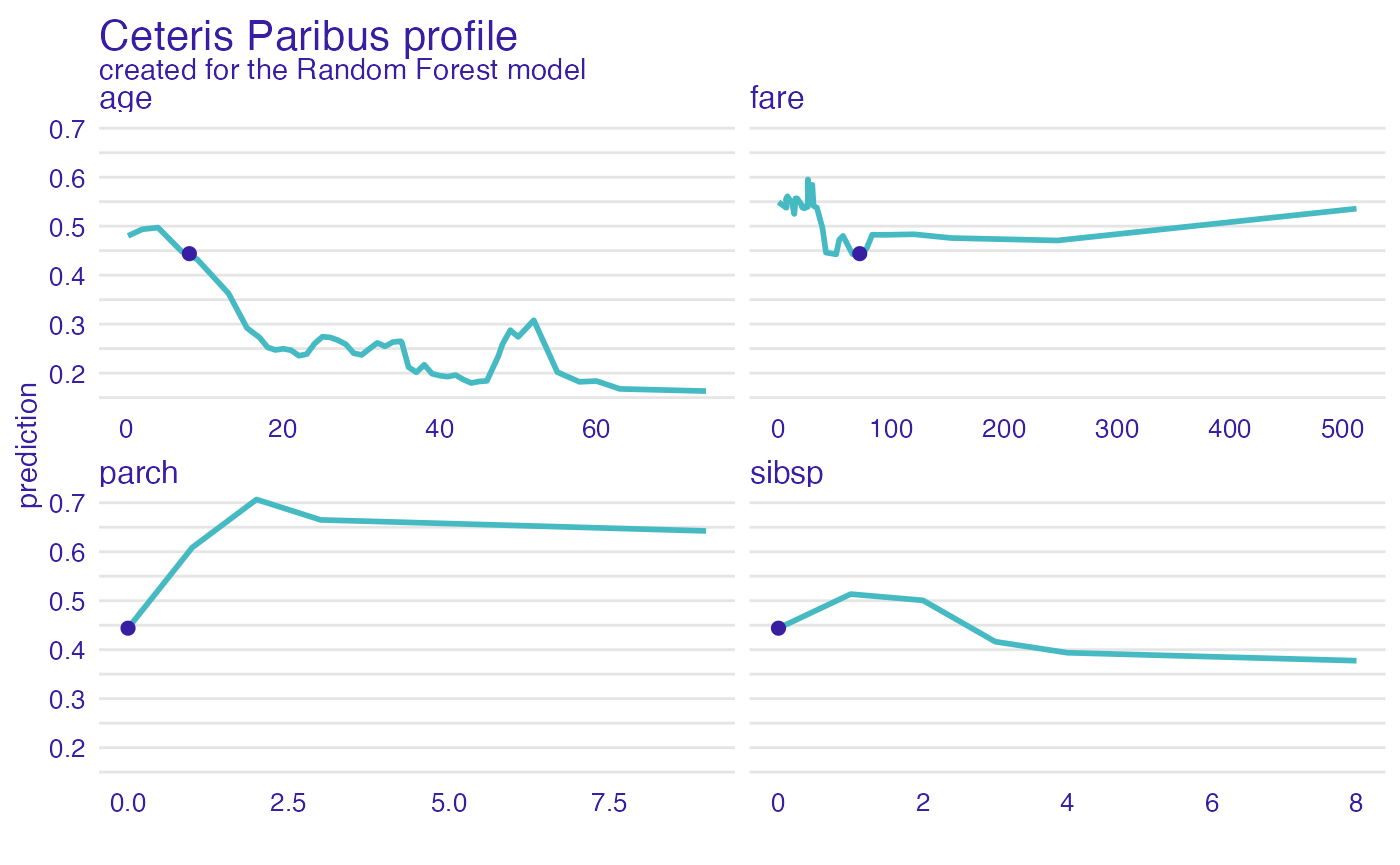 Ceteris Paribus profile
created for the Random Forest model
age
fare
0.7
0.6
0.5
0.4
0.3
0.2
0 20 40 60
0 100 200 300 400 500
prediction
parch
sibsp
0.7
0.6
0.5
0.4
0.3
0.2
0.0 2.5 5.0 7.5
0 2 4 6 8